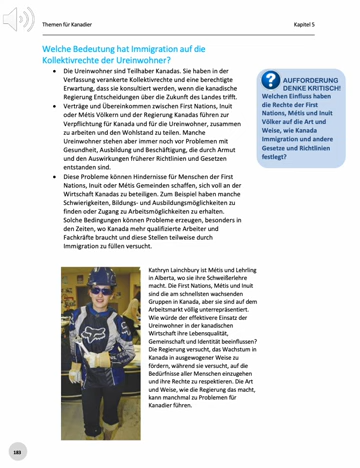 Themen für Kanadier
Kapitel 5
Welche Bedeutung hat Immigration auf die
Kollektivrechte der Ureinwohner?
• Die Ureinwohner sind Teilhaber Kanadas. Sie haben in der
Verfassung verankerte Kollektivrechte und eine berechtigte
Erwartung, dass sie konsultiert werden, wenn die kanadische
Regierung Entscheidungen über die Zukunft des Landes trifft.
• Verträge und Übereinkommen zwischen First Nations, Inuit
oder Métis Völkern und der Regierung Kanadas führen zur
Verpflichtung für Kanada und für die Ureinwohner, zusammen
zu arbeiten und den Wohlstand zu teilen. Manche
Ureinwohner stehen aber immer noch vor Problemen mit
Gesundheit, Ausbildung und Beschäftigung, die durch Armut
und den Auswirkungen früherer Richtlinien und Gesetzen
entstanden sind.
• Diese Probleme können Hindernisse für Menschen der First
Nations, Inuit oder Métis Gemeinden schaffen, sich voll an der
Wirtschaft Kanadas zu beteiligen. Zum Beispiel haben manche
Schwierigkeiten, Bildungs- und Ausbildungsmöglichkeiten zu
finden oder Zugang zu Arbeitsmöglichkeiten zu erhalten.
Solche Bedingungen können Probleme erzeugen, besonders in
den Zeiten, wo Kanada mehr qualifizierte Arbeiter und
Fachkräfte braucht und diese Stellen teilweise durch
Immigration zu füllen versucht.
AUFFORDERUNG
DENKE KRITISCH!
Welchen Einfluss haben
die Rechte der First
Nations, Métis und Inuit
Völker auf die Art und
Weise, wie Kanada
Immigration und andere
Gesetze und Richtlinien
festlegt?
Kathryn Lainchbury ist Métis und Lehrling
in Alberta, wo sie ihre Schweißerlehre
macht. Die First Nations, Métis und Inuit
sind die am schnellsten wachsenden
Gruppen in Kanada, aber sie sind auf dem
Arbeitsmarkt völlig unterrepräsentiert.
Wie würde der effektivere Einsatz der
Ureinwohner in der kanadischen
Wirtschaft ihre Lebensqualität,
Gemeinschaft und Identität beeinflussen?
Die Regierung versucht, das Wachstum in
Kanada in ausgewogener Weise zu
fördern, während sie versucht, auf die
Bedürfnisse aller Menschen einzugehen
und ihre Rechte zu respektieren. Die Art
und Weise, wie die Regierung das macht,
kann manchmal zu Problemen für
Kanadier führen.
FOX
183